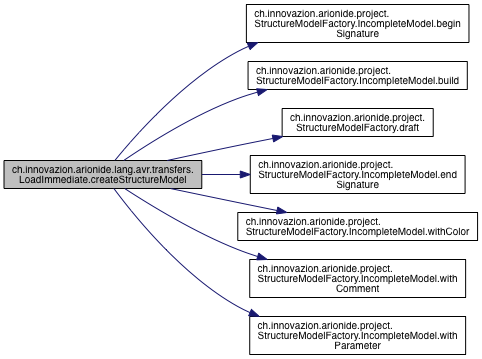 ch.innovazion.arionide.project.
StructureModelFactory.IncompleteModel.begin
Signature
ch.innovazion.arionide.project.
StructureModelFactory.IncompleteModel.build
ch.innovazion.arionide.project.
StructureModelFactory.draft
ch.innovazion.arionide.lang.avr.transfers.
LoadImmediate.createStructureModel
ch.innovazion.arionide.project.
StructureModelFactory.IncompleteModel.end
Signature
ch.innovazion.arionide.project.
StructureModelFactory.IncompleteModel.withColor
ch.innovazion.arionide.project.
StructureModelFactory.IncompleteModel.with
Comment
ch.innovazion.arionide.project.
StructureModelFactory.IncompleteModel.with
Parameter